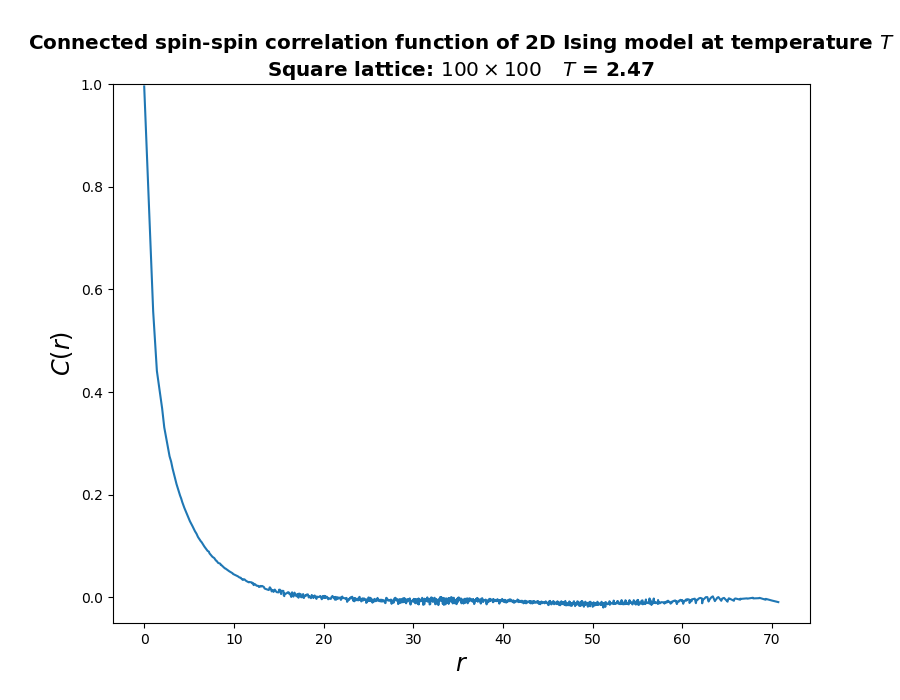 Connected spin-spin correlation function of 2D Ising model at temperature T
Square lattice: 100 × 100 T = 2.47
1.0
0.8
0.6
0.4
0.2
0.0
C(r)
0 10 20 30 40 50 60 70
r